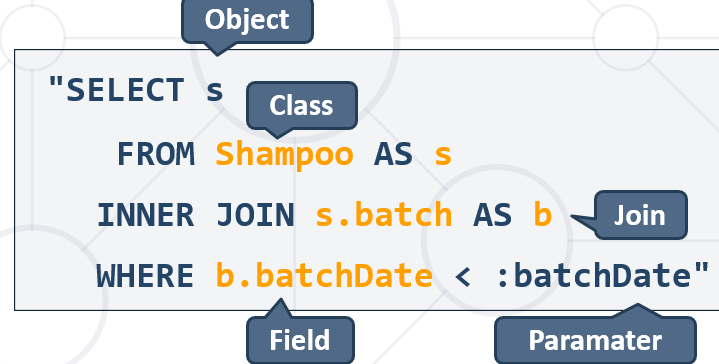 Object
"SELECT s
Class
FROM Shampoo AS s
INNER JOIN s.batch AS b
Join
WHERE b.batchDate < :batchDate"
Field
Paramater